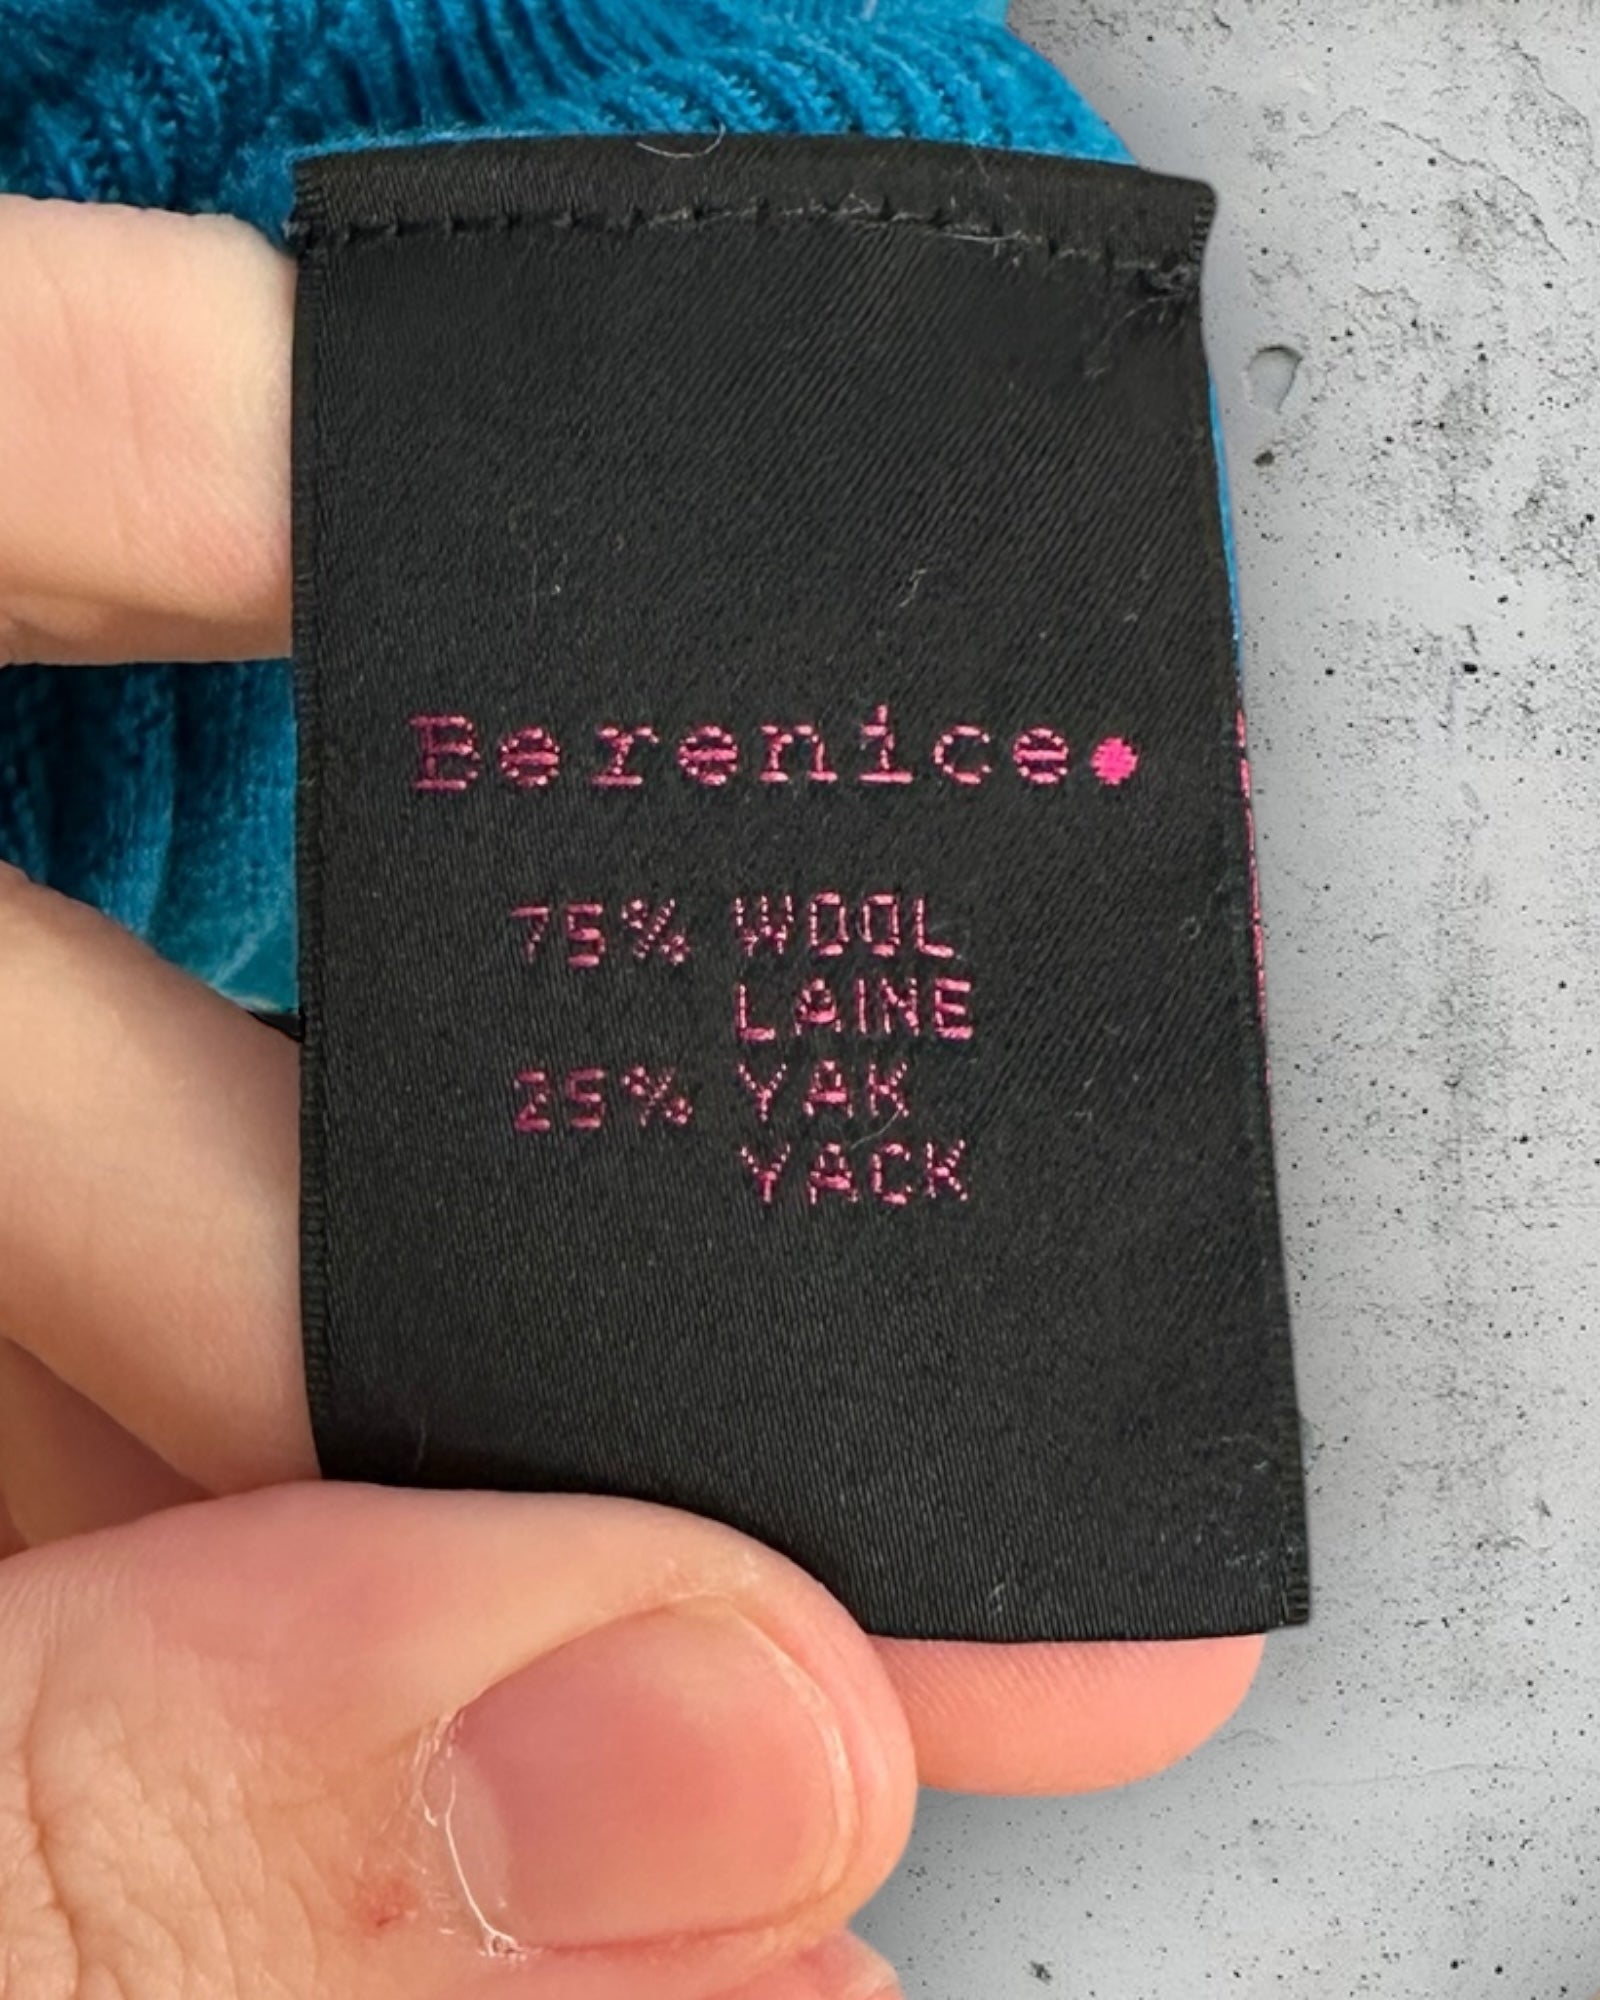 Berenice.
75% WOOL
LAINE
25% YAK
YACK